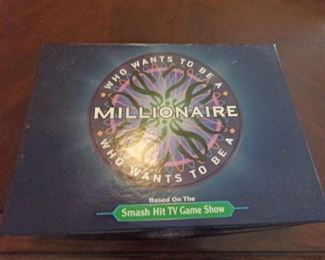 WHO WANTS TO BE A
MILLIONAIRE
WHO WANTS TO BE A
Based On The
Smash Hit TV Game Show